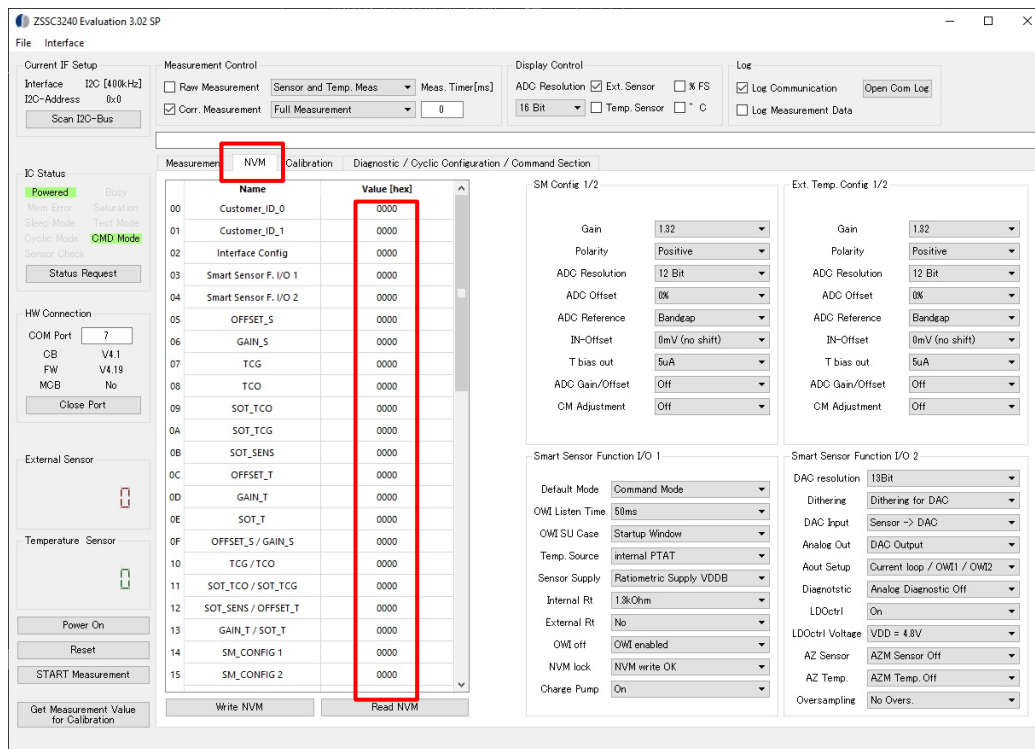 ZSSC3240 Evaluation 3.02 SP
File Interface
Current IF Setup
Interface I2C [400kHz]
I2C-Address 0x0
Scan I2C-Bus
Measurement Control
Raw Measurement Sensor and Temp. Meas Meas. Timer[ms]
Corr. Measurement Full Measurement 0
Display Control
ADC Resolution Ext. Sensor % FS
16 Bit Temp. Sensor ° C
Log
Log Communication Open Com Log
Log Measurement Data
Measuremen NVM Calibration Diagnostic / Cyclic Configuration / Command Section
IC Status
Powered Busy
Mem Error Saturation
Sleep Mode Test Mode
Cyclic Mode CMD Mode
Sensor Check
Status Request
HW Connection
COM Port 7
CB V4.1
FW V4.19
MCB No
Close Port
External Sensor
0
Temperature Sensor
0
Power On
Reset
START Measurement
Get Measurement Value
for Calibration
Name Value [hex]
00 Customer_ID_0 0000
01 Customer_ID_1 0000
02 Interface Config 0000
03 Smart Sensor F. I/O 1 0000
04 Smart Sensor F. I/O 2 0000
05 OFFSET_S 0000
06 GAIN_S 0000
07 TCG 0000
08 TCO 0000
09 SOT_TCO 0000
0A SOT_TCG 0000
0B SOT_SENS 0000
0C OFFSET_T 0000
0D GAIN_T 0000
0E SOT_T 0000
0F OFFSET_S / GAIN_S 0000
10 TCG / TCO 0000
11 SOT_TCO / SOT_TCG 0000
12 SOT_SENS / OFFSET_T 0000
13 GAIN_T / SOT_T 0000
14 SM_CONFIG 1 0000
15 SM_CONFIG 2 0000
Write NVM Read NVM
SM Config 1/2
Gain 1.32
Polarity Positive
ADC Resolution 12 Bit
ADC Offset 0%
ADC Reference Bandgap
IN-Offset 0mV (no shift)
T bias out 5uA
ADC Gain/Offset Off
CM Adjustment Off
Ext. Temp. Config 1/2
Gain 1.32
Polarity Positive
ADC Resolution 12 Bit
ADC Offset 0%
ADC Reference Bandgap
IN-Offset 0mV (no shift)
T bias out 5uA
ADC Gain/Offset Off
CM Adjustment Off
Smart Sensor Function I/O 1
Default Mode Command Mode
OWI Listen Time 50ms
OWI SU Case Startup Window
Temp. Source internal PTAT
Sensor Supply Ratiometric Supply VDDB
Internal Rt 1.3kOhm
External Rt No
OWI off OWI enabled
NVM lock NVM write OK
Charge Pump On
Smart Sensor Function I/O 2
DAC resolution 13Bit
Dithering Dithering for DAC
DAC Input Sensor -> DAC
Analog Out DAC Output
Aout Setup Current loop / OWI1 / OWI2
Diagnotstic Analog Diagnostic Off
LDOctrl On
LDOctrl Voltage VDD = 4.8V
AZ Sensor AZM Sensor Off
AZ Temp. AZM Temp. Off
Oversampling No Overs.